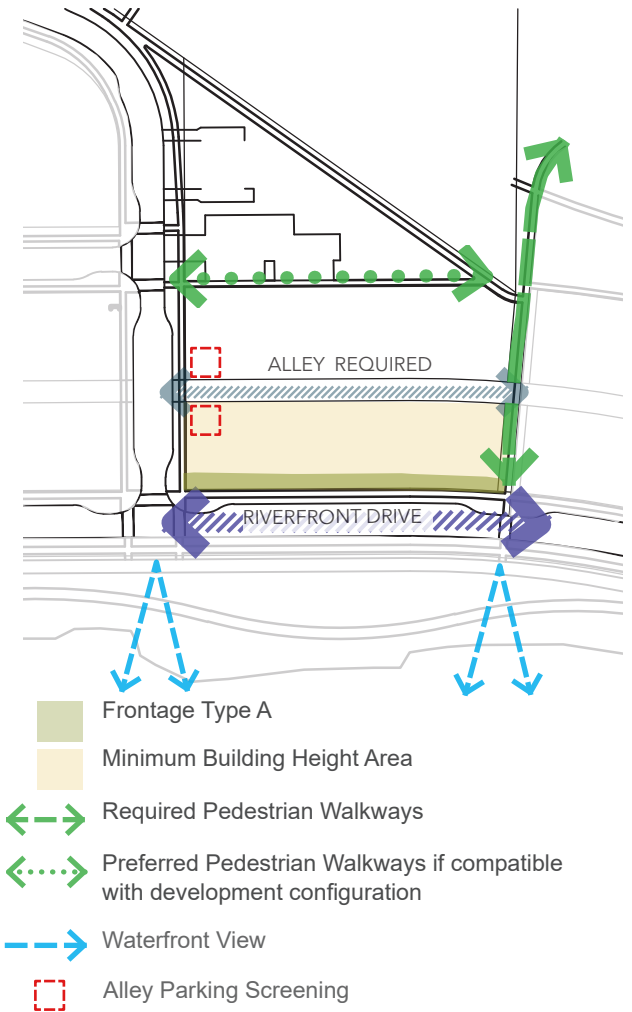 ALLEY REQUIRED
RIVERFRONT DRIVE
Frontage Type A
Minimum Building Height Area
Required Pedestrian Walkways
Preferred Pedestrian Walkways if compatible
with development configuration
Waterfront View
Alley Parking Screening